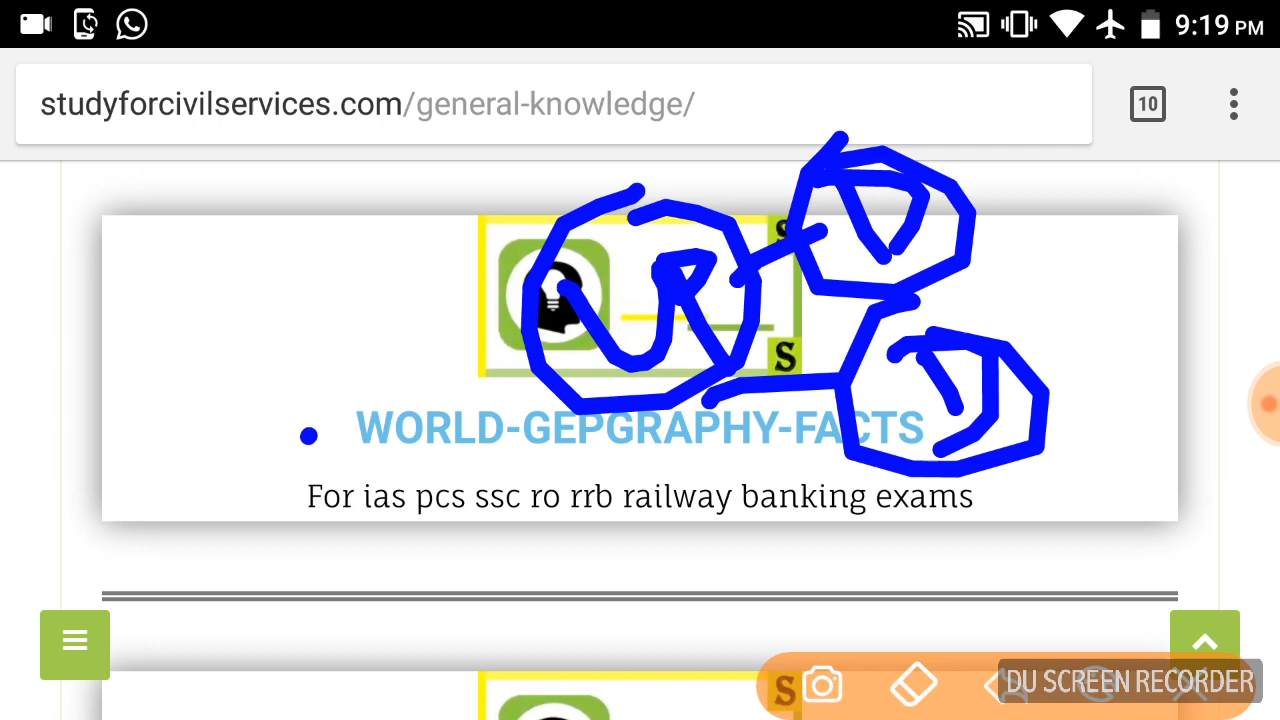 9:19 PM
studyforcivilservices.com/general-knowledge/
10
S
S
WORLD-GEPGRAPHY-FACTS
For ias pcs ssc ro rrb railway banking exams
S
DU SCREEN RECORDER